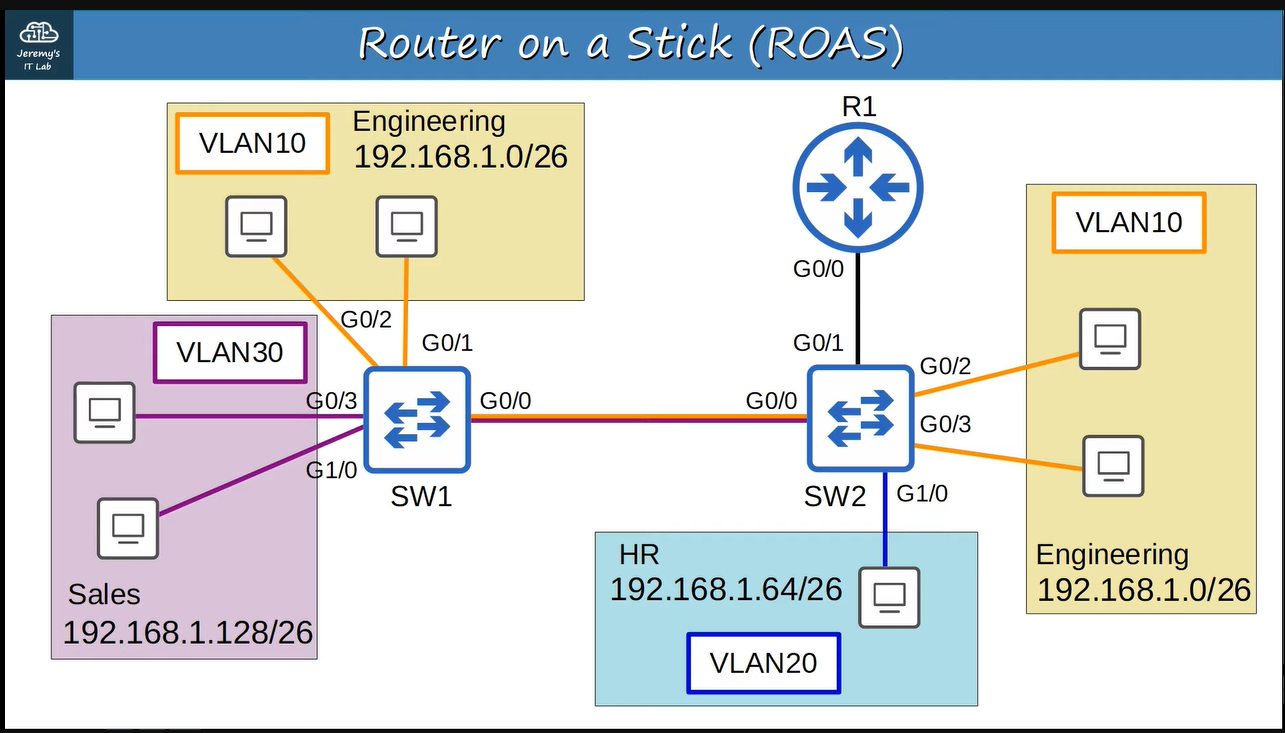 Jeremy's
IT Lab
Router on a Stick (ROAS)
VLAN10
Engineering
192.168.1.0/26
R1
G0/0
G0/1
VLAN10
G0/2
G0/1
VLAN30
G0/3
G0/0
G1/0
SW1
G0/0
G0/2
G0/3
SW2
G1/0
Sales
192.168.1.128/26
HR
192.168.1.64/26
VLAN20
Engineering
192.168.1.0/26